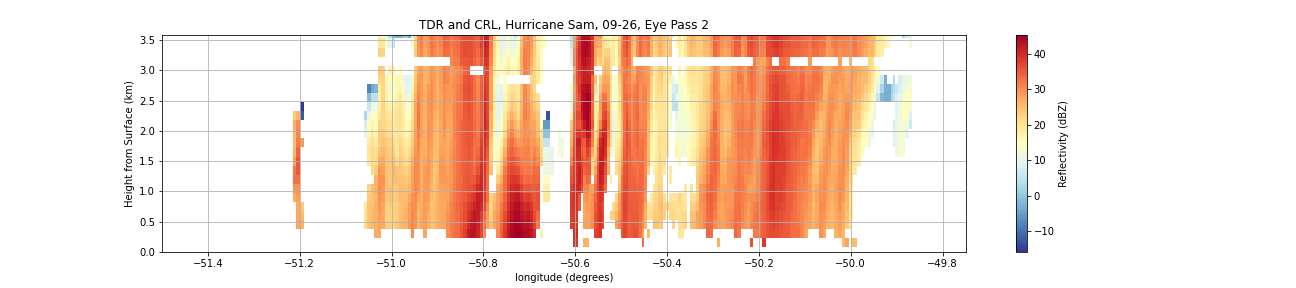 TDR and CRL, Hurricane Sam, 09-26, Eye Pass 2
Height from Surface (km)
3.5
3.0
2.5
2.0
1.5
1.0
0.5
0.0
−51.4 −51.2 −51.0 −50.8 −50.6 −50.4 −50.2 −50.0 −49.8
longitude (degrees)
40
30
20
10
0
−10
Reflectivity (dBZ)